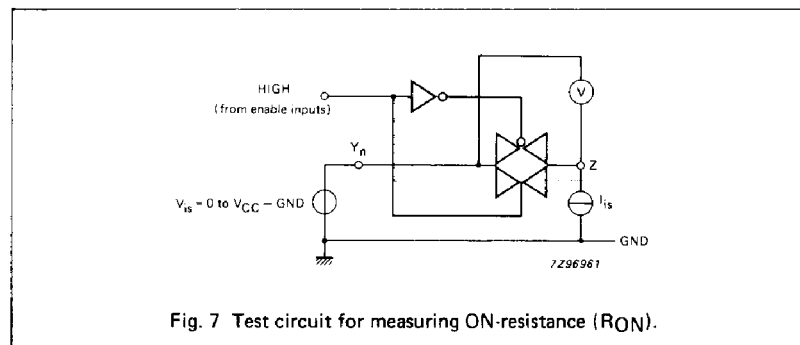 HIGH
(from enable inputs)
V
Yn
Z
Vis = 0 to VCC – GND
Iis
GND
7Z96961
Fig. 7 Test circuit for measuring ON-resistance (RON).